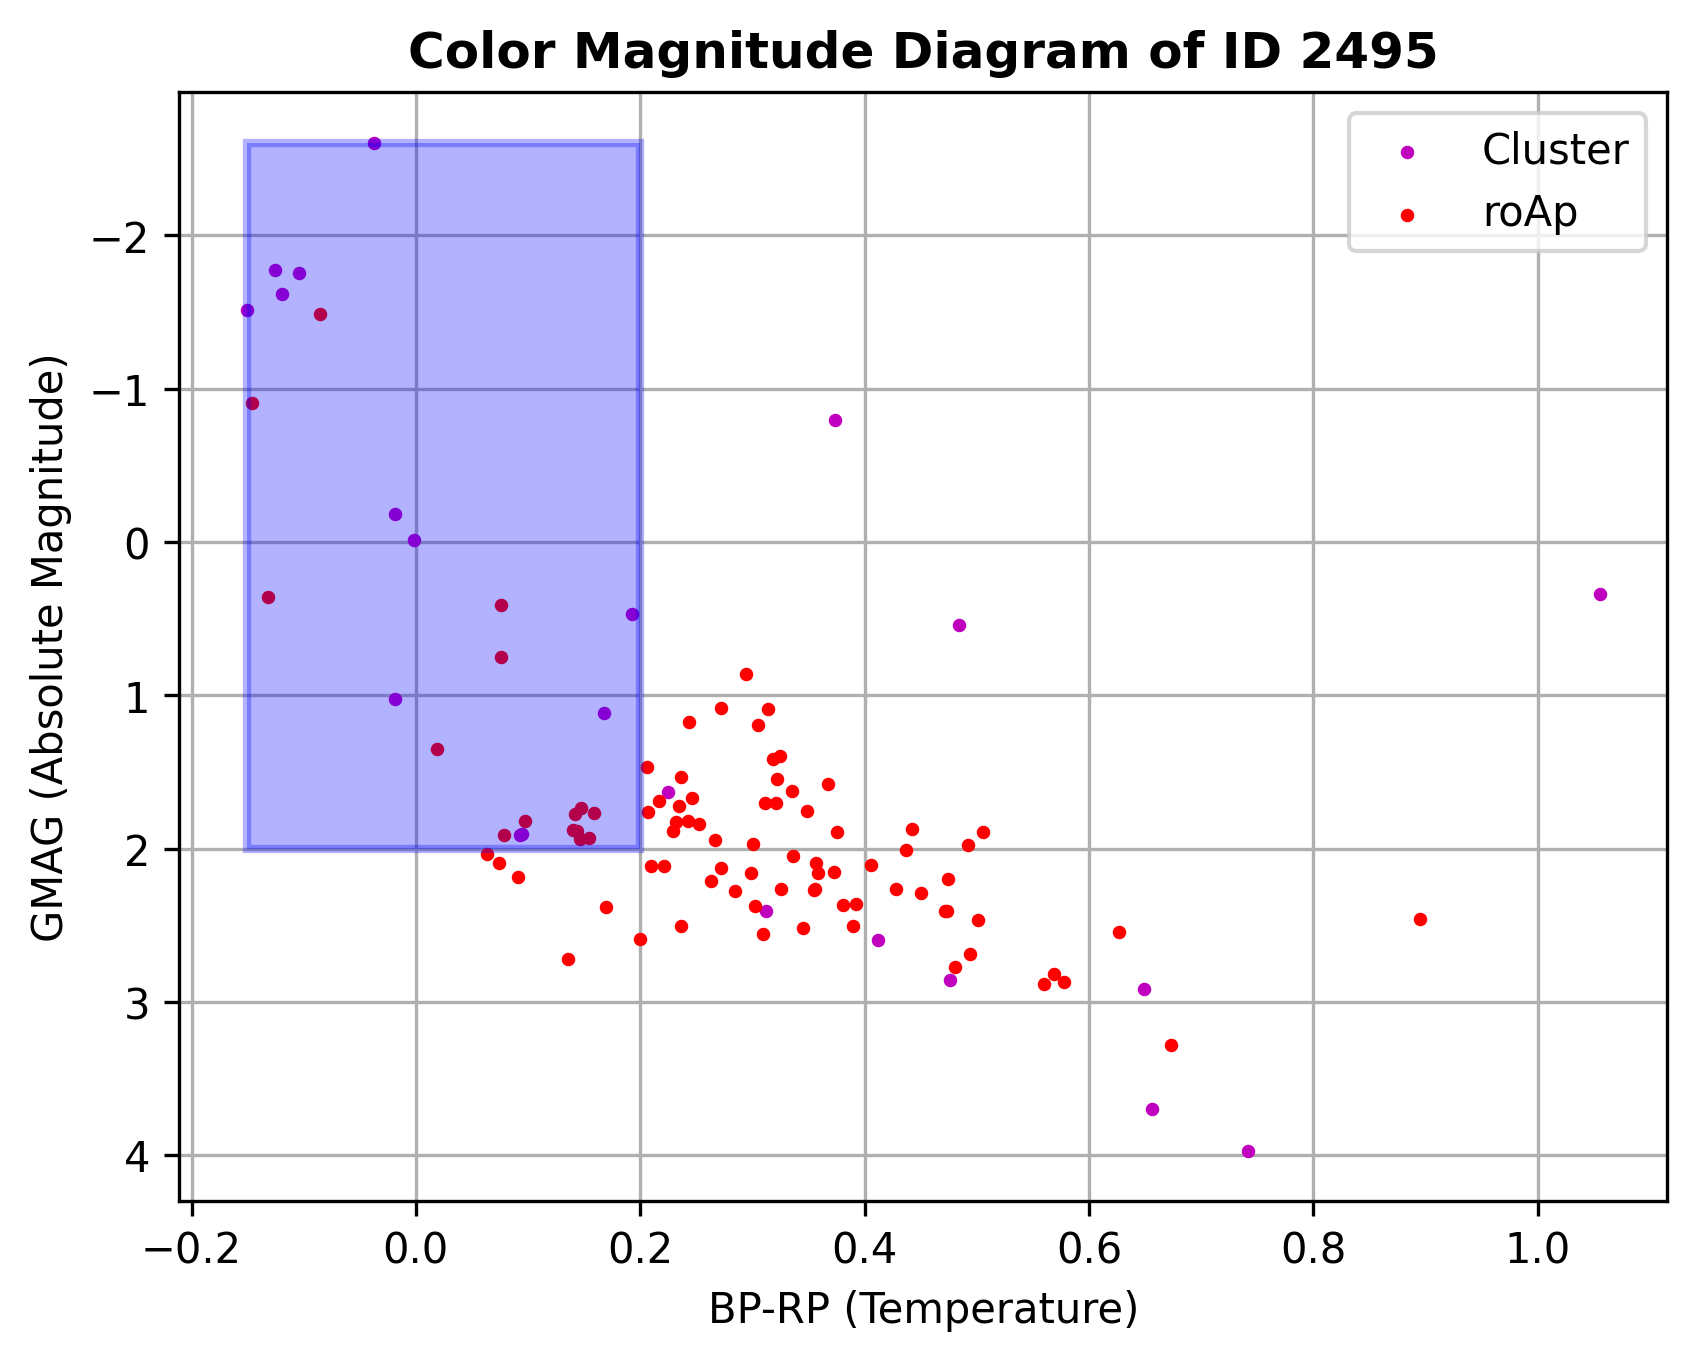 Color Magnitude Diagram of ID 2495
Cluster
roAp
GMAG (Absolute Magnitude)
−2
−1
0
1
2
3
4
−0.2 0.0 0.2 0.4 0.6 0.8 1.0
BP-RP (Temperature)